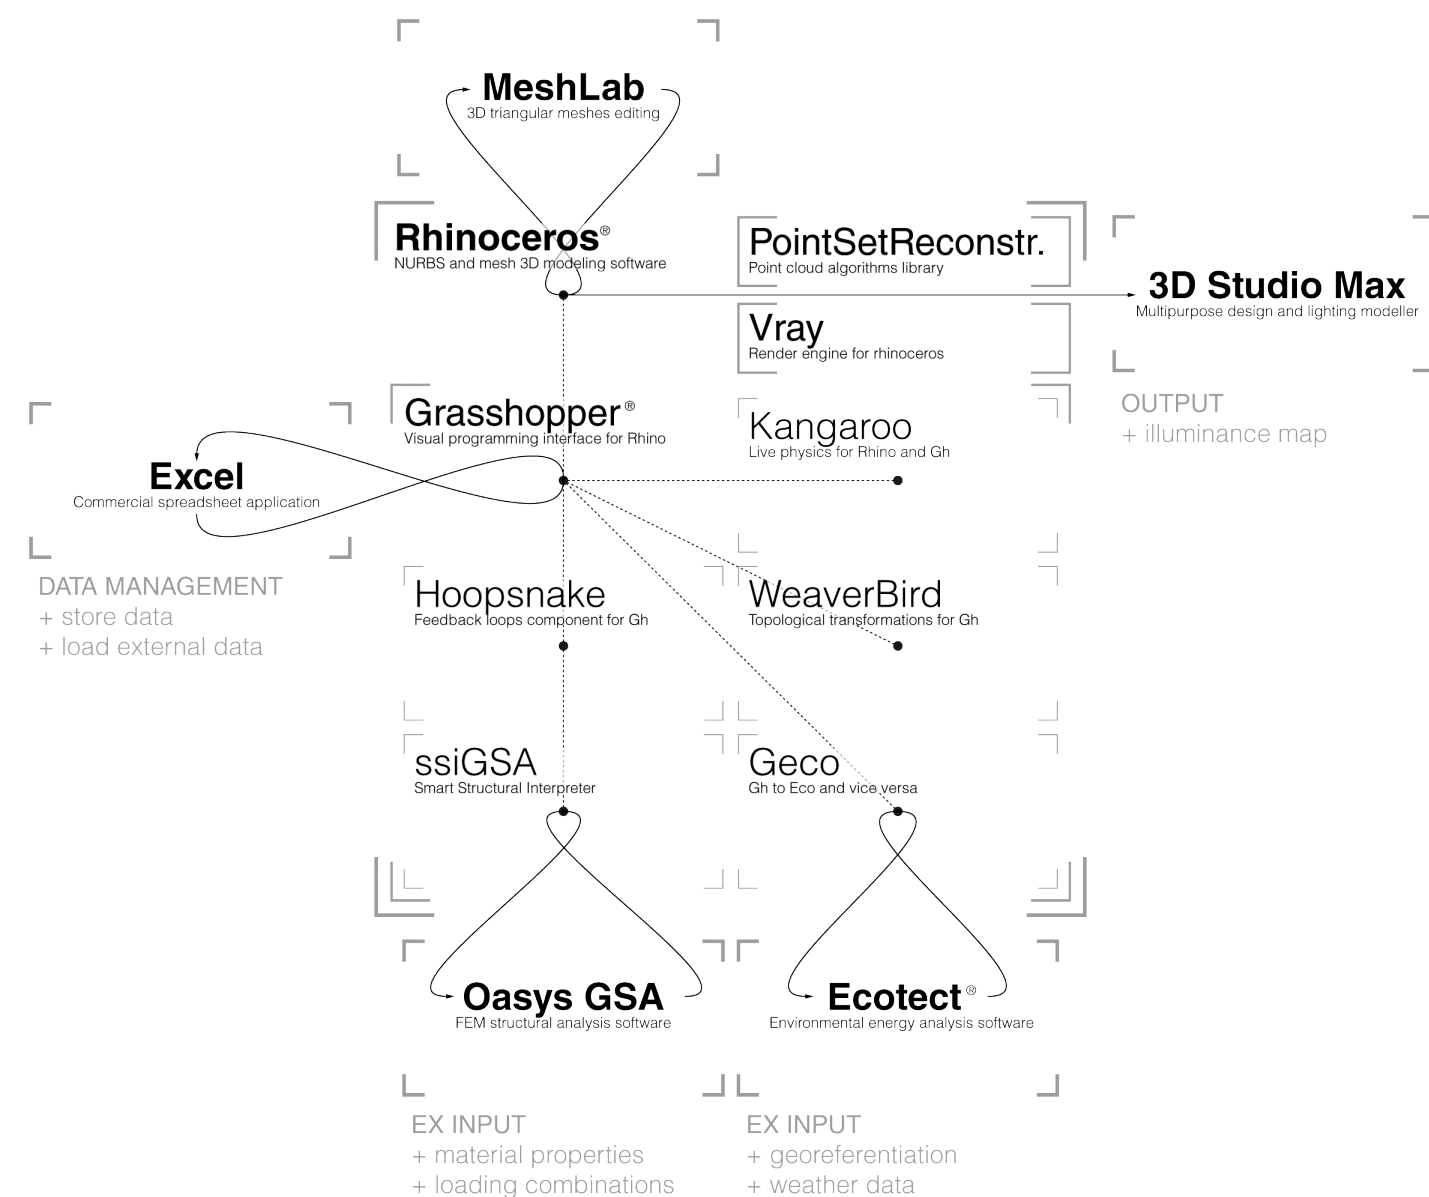 MeshLab
3D triangular meshes editing
Rhinoceros®
NURBS and mesh 3D modeling software
PointSetReconstr.
Point cloud algorithms library
3D Studio Max
Multipurpose design and lighting modeller
Vray
Render engine for rhinoceros
OUTPUT
+ illuminance map
Grasshopper®
Visual programming interface for Rhino
Kangaroo
Live physics for Rhino and Gh
Excel
Commercial spreadsheet application
DATA MANAGEMENT
+ store data
+ load external data
Hoopsnake
Feedback loops component for Gh
WeaverBird
Topological transformations for Gh
ssiGSA
Smart Structural Interpreter
Geco
Gh to Eco and vice versa
Oasys GSA
FEM structural analysis software
Ecotect®
Environmental energy analysis software
EX INPUT
+ material properties
+ loading combinations
EX INPUT
+ georeferentiation
+ weather data